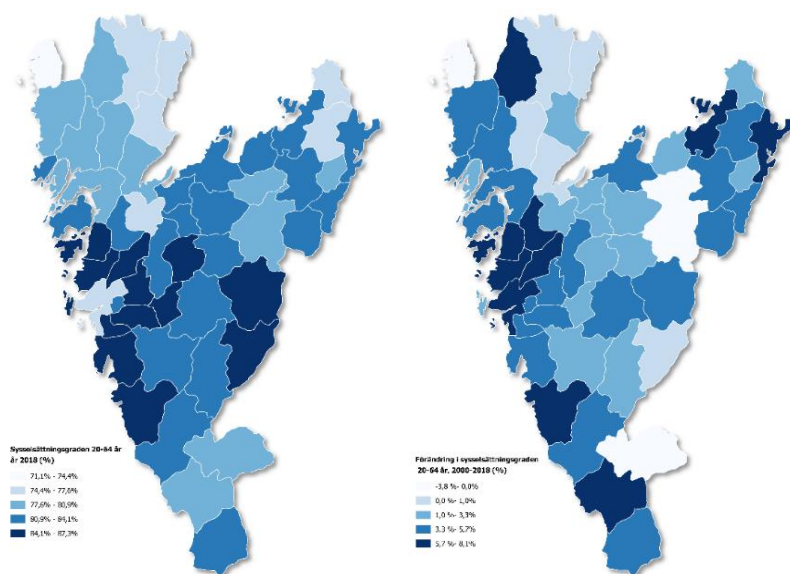 Sysselsättningsgraden 20-64 år
år 2018 (%)
71,1% - 74,4%
74,4% - 77,6%
77,6% - 80,9%
80,9% - 84,1%
84,1% - 87,3%
Förändring i sysselsättningsgraden
20-64 år, 2000-2018 (%)
-3,8 %- 0,0%
0,0 %- 1,0%
1,0 %- 3,3%
3,3 %- 5,7%
5,7 %- 8,1%